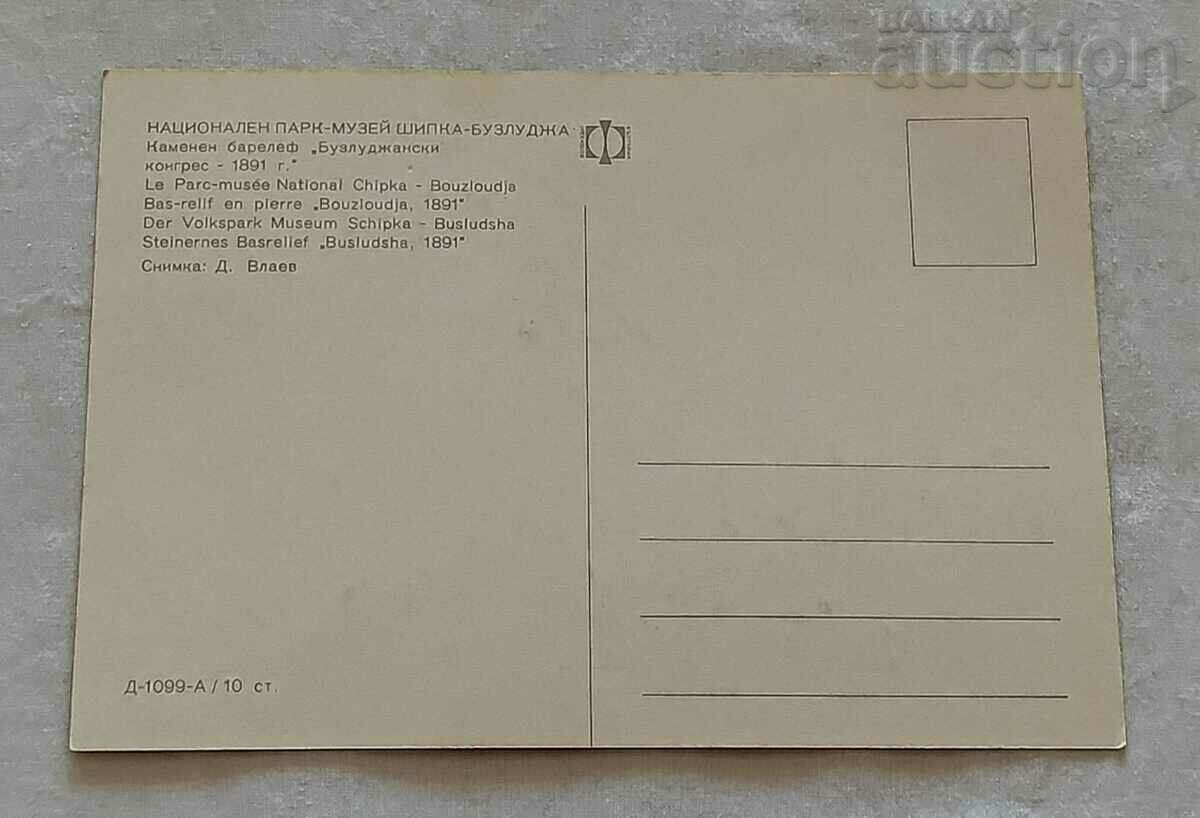 BALKAN
auction
НАЦИОНАЛЕН ПАРК-МУЗЕЙ ШИПКА-БУЗЛУДЖА
Каменен барелеф „Бузлуджански
конгрес - 1891 г."
Le Parc-musée National Chipka - Bouzloudja
Bas-relif en pierre „Bouzloudja, 1891"
Der Volkspark Museum Schipka - Busludsha
Steinernes Basrelief „Busludsha, 1891"
Снимка: Д. Влаев
Д-1099-А / 10 ст.